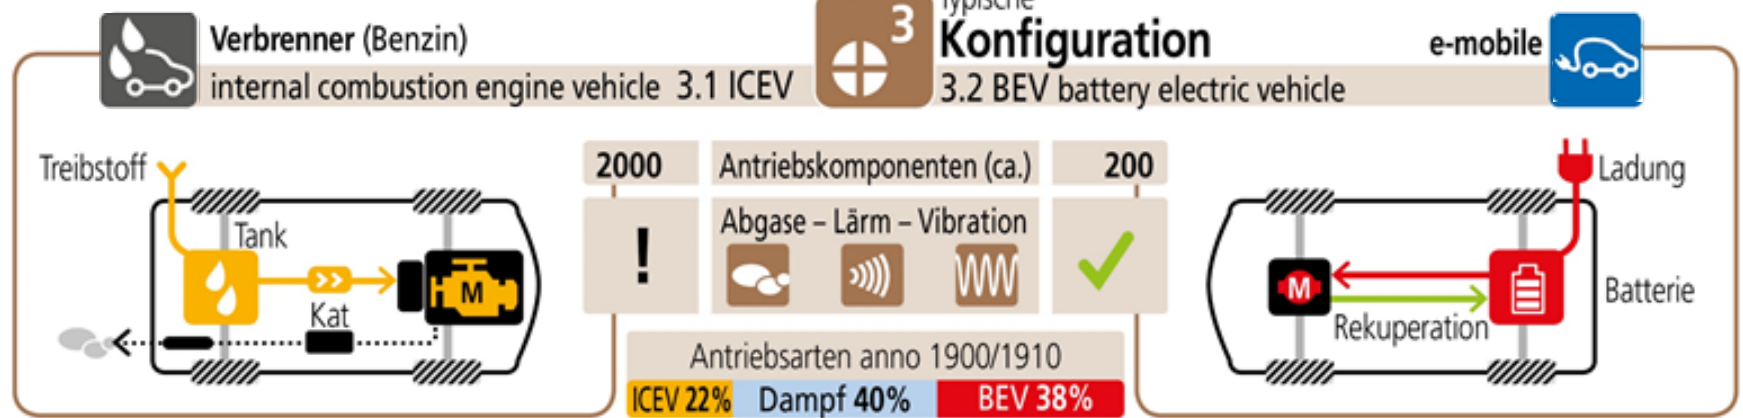 Verbrenner (Benzin)
internal combustion engine vehicle 3.1 ICEV
3
Typische
Konfiguration
3.2 BEV battery electric vehicle
e-mobile
Treibstoff
Tank
Kat
M
2000 Antriebskomponenten (ca.) 200
! Abgase – Lärm – Vibration
Antriebsarten anno 1900/1910
ICEV 22% Dampf 40% BEV 38%
Ladung
M
Batterie
Rekuperation